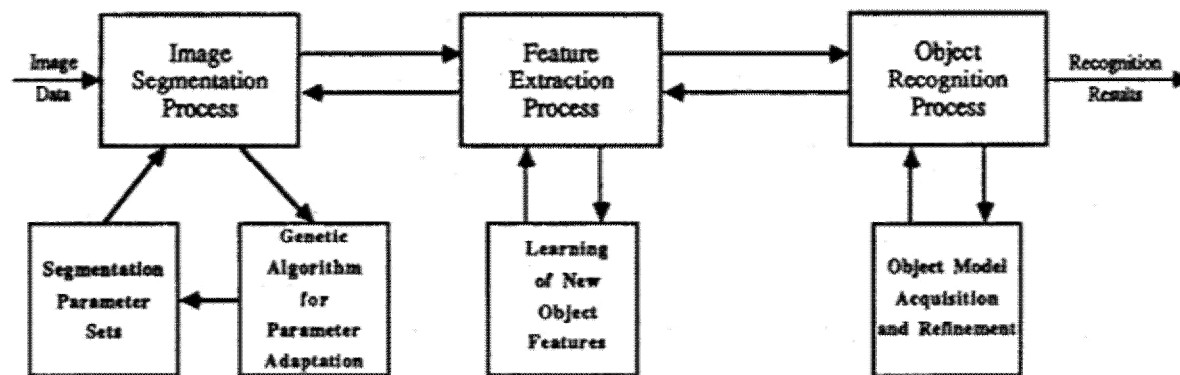 Image
Data
Image
Segmentation
Process
Feature
Extraction
Process
Object
Recognition
Process
Recognition
Results
Segmentation
Parameter
Sets
Genetic
Algorithm
for
Parameter
Adaptation
Learning
of New
Object
Features
Object Model
Acquisition
and Refinement